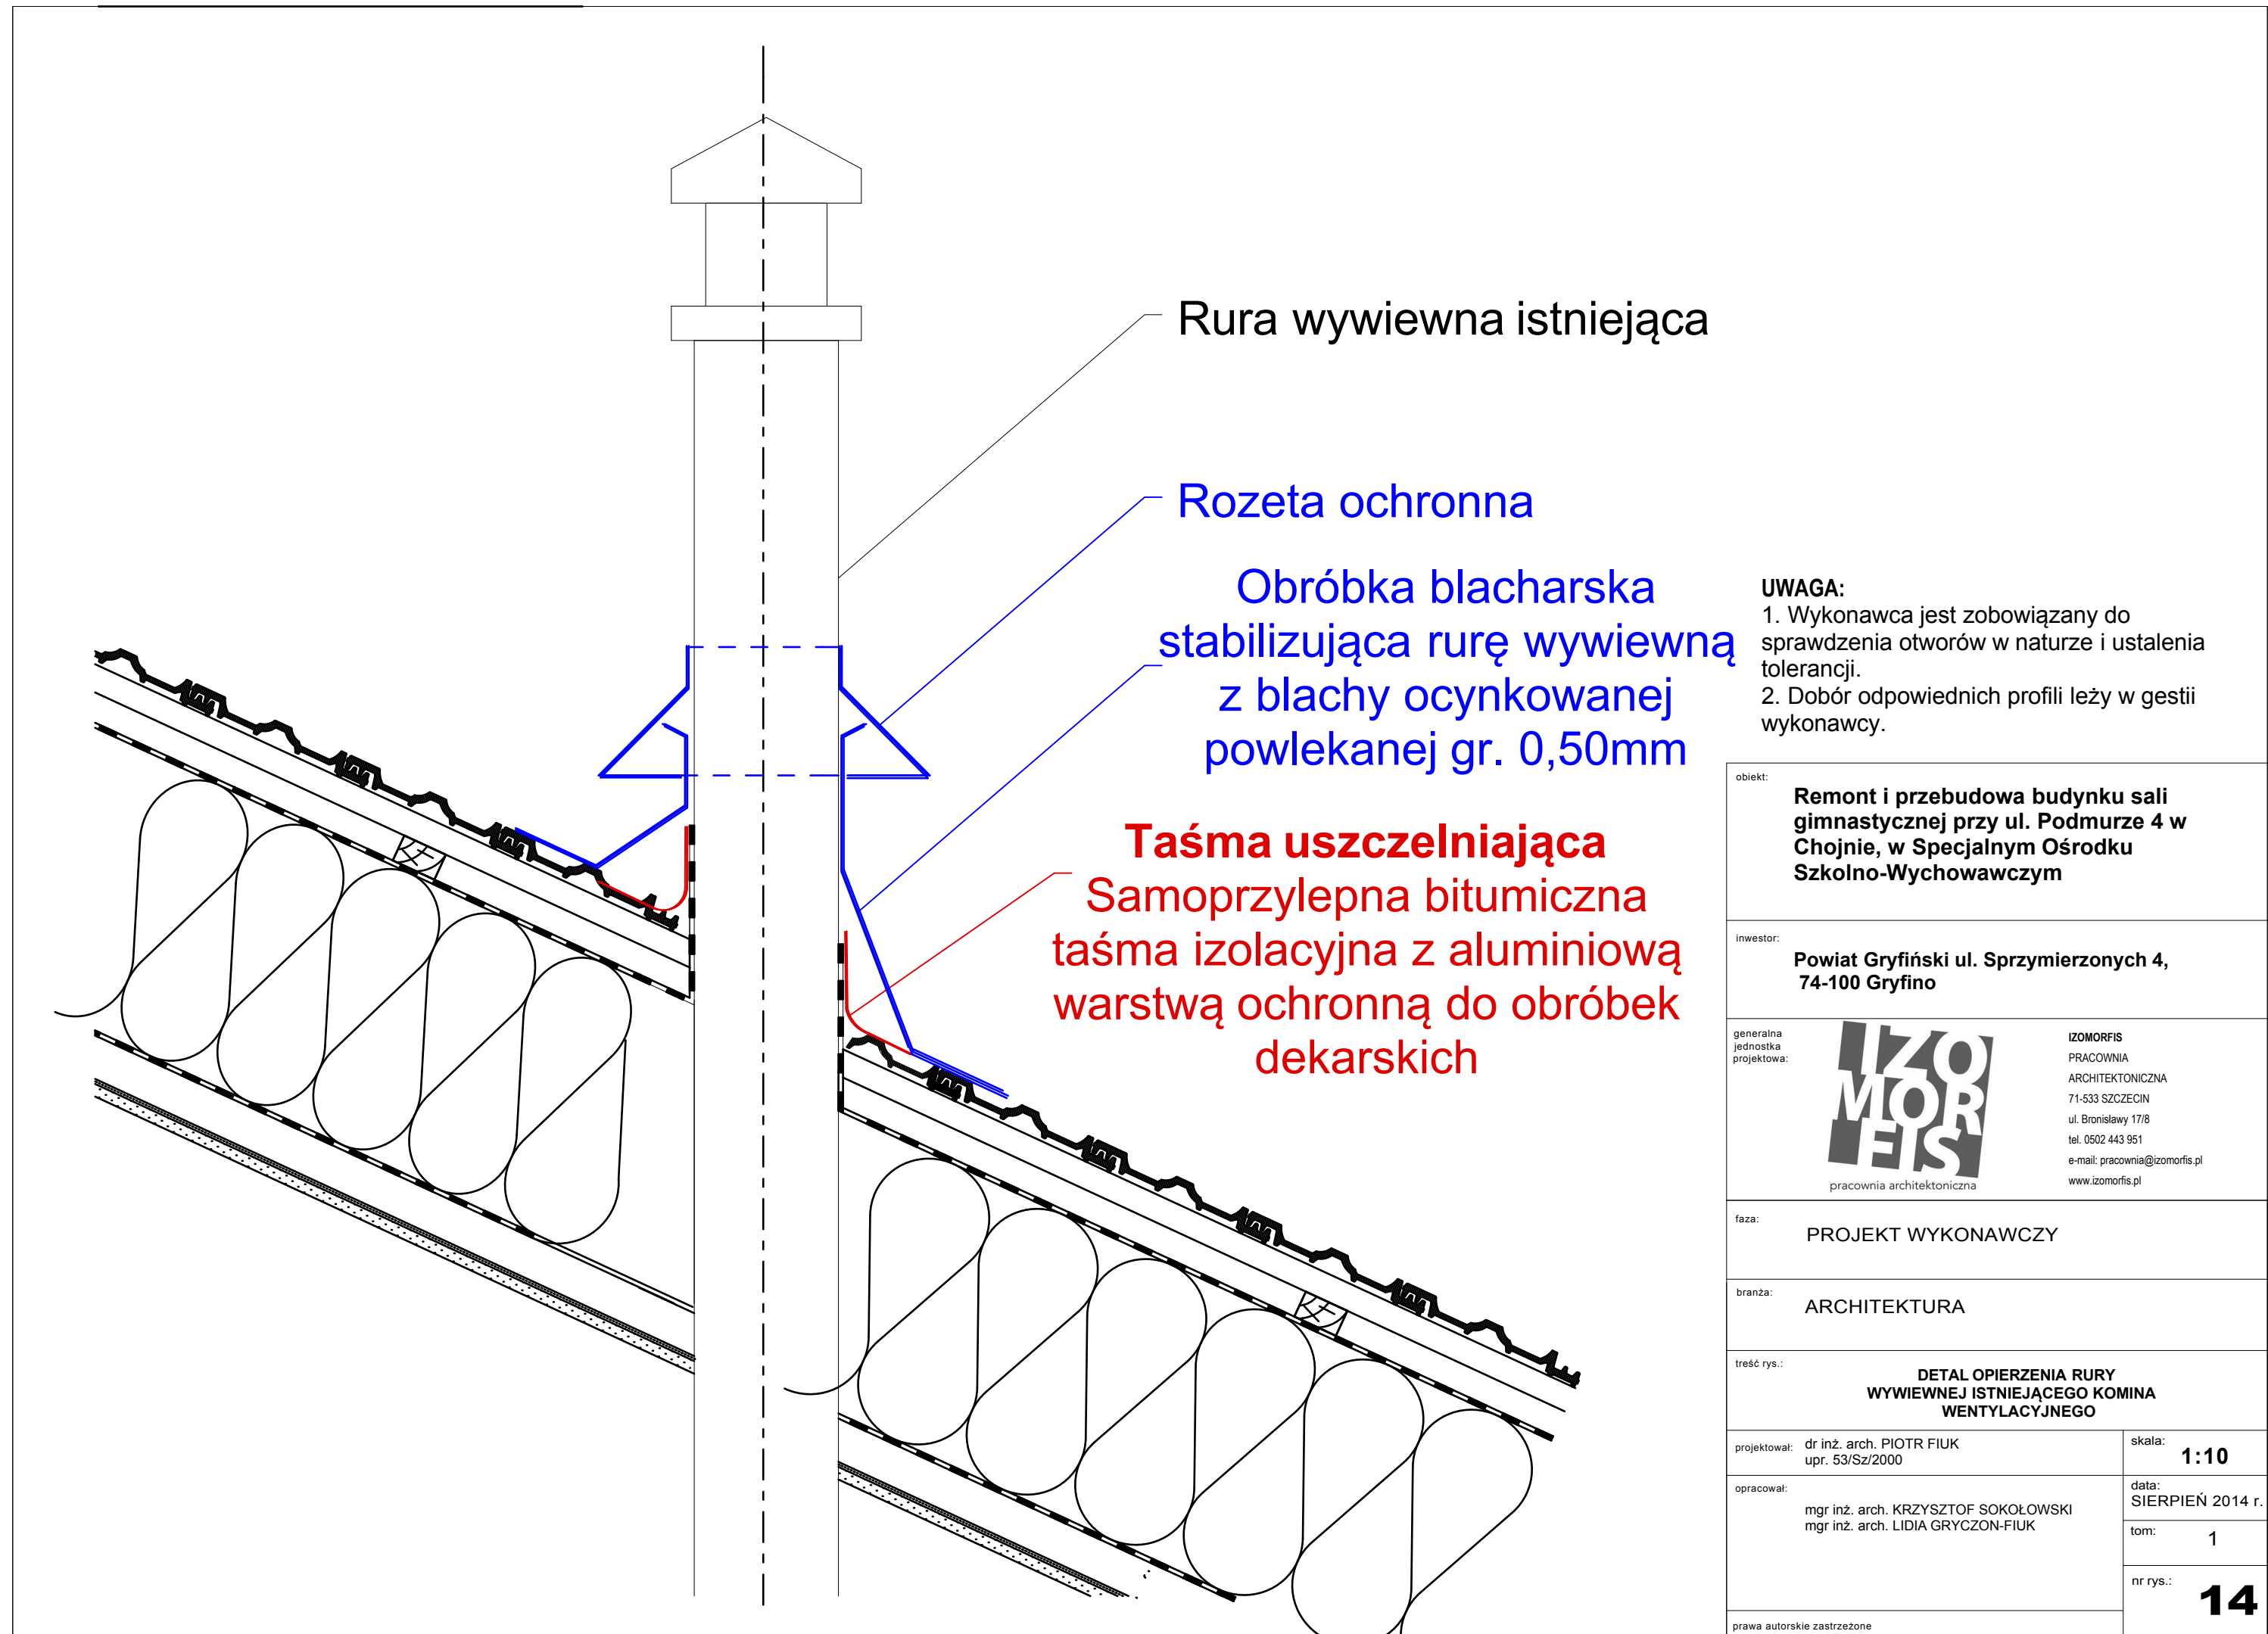 Rura wywiewna istniejąca
Rozeta ochronna
Obróbka blacharska
stabilizująca rurę wywiewną
z blachy ocynkowanej
powlekanej gr. 0,50mm
Taśma uszczelniająca
Samoprzylepna bitumiczna
taśma izolacyjna z aluminiową
warstwą ochronną do obróbek
dekarskich
UWAGA:
1. Wykonawca jest zobowiązany do
sprawdzenia otworów w naturze i ustalenia
tolerancji.
2. Dobór odpowiednich profili leży w gestii
wykonawcy.
obiekt:
Remont i przebudowa budynku sali
gimnastycznej przy ul. Podmurze 4 w
Chojnie, w Specjalnym Ośrodku
Szkolno-Wychowawczym
inwestor:
Powiat Gryfiński ul. Sprzymierzonych 4,
74-100 Gryfino
generalna
jednostka
projektowa:
IZO
MOR
FIS
pracownia architektoniczna
IZOMORFIS
PRACOWNIA
ARCHITEKTONICZNA
71-533 SZCZECIN
ul. Bronisławy 17/8
tel. 0502 443 951
e-mail: pracownia@izomorfis.pl
www.izomorfis.pl
faza:
PROJEKT WYKONAWCZY
branża:
ARCHITEKTURA
treść rys.:
DETAL OPIERZENIA RURY
WYWIEWNEJ ISTNIEJĄCEGO KOMINA
WENTYLACYJNEGO
projektował:
dr inż. arch. PIOTR FIUK
upr. 53/Sz/2000
skala:
1:10
opracował:
mgr inż. arch. KRZYSZTOF SOKOŁOWSKI
mgr inż. arch. LIDIA GRYCZON-FIUK
data:
SIERPIEŃ 2014 r.
tom:
1
nr rys.:
14
prawa autorskie zastrzeżone